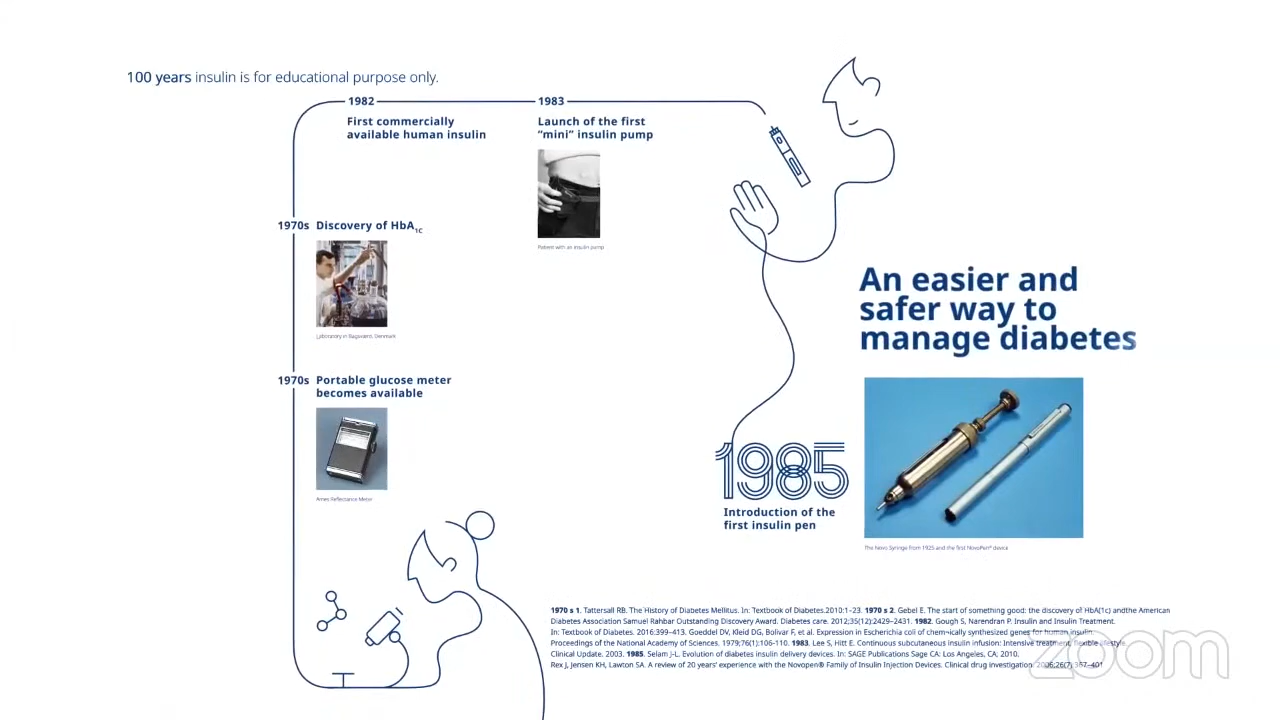 100 years insulin is for educational purpose only.
1982
First commercially
available human insulin
1983
Launch of the first
“mini” insulin pump
Patient with an insulin pump
1970s Discovery of HbA1C
Laboratory in Bagsværd, Denmark
1970s Portable glucose meter
becomes available
Ames Reflectance Meter
An easier and
safer way to
manage diabetes
1985
Introduction of the
first insulin pen
The Novo Syringe from 1925 and the first NovoPen® device
1970 s 1. Tattersall RB. The History of Diabetes Mellitus. In: Textbook of Diabetes.2010:1–23. 1970 s 2. Gebel E. The start of something good: the discovery of HbA(1c) andthe American
Diabetes Association Samuel Rahbar Outstanding Discovery Award. Diabetes care. 2012;35(12):2429–2431. 1982. Gough S, Narendran P. Insulin and Insulin Treatment.
In: Textbook of Diabetes. 2016:399–413. Goeddel DV, Kleid DG, Bolivar F, et al. Expression in Escherichia coli of chem¬ically synthesized genes for human insulin.
Proceedings of the National Academy of Sciences. 1979;76(1):106-110. 1983. Lee S, Hitt E. Continuous subcutaneous insulin infusion: Intensive treatment, flexible lifestyle.
Clinical Update. 2003. 1985. Selam J-L. Evolution of diabetes insulin delivery devices. In: SAGE Publications Sage CA: Los Angeles, CA; 2010.
Rex J, Jensen KH, Lawton SA. A review of 20 years' experience with the Novopen® Family of Insulin Injection Devices. Clinical drug investigation. 2006;26(7):367–401
zoom